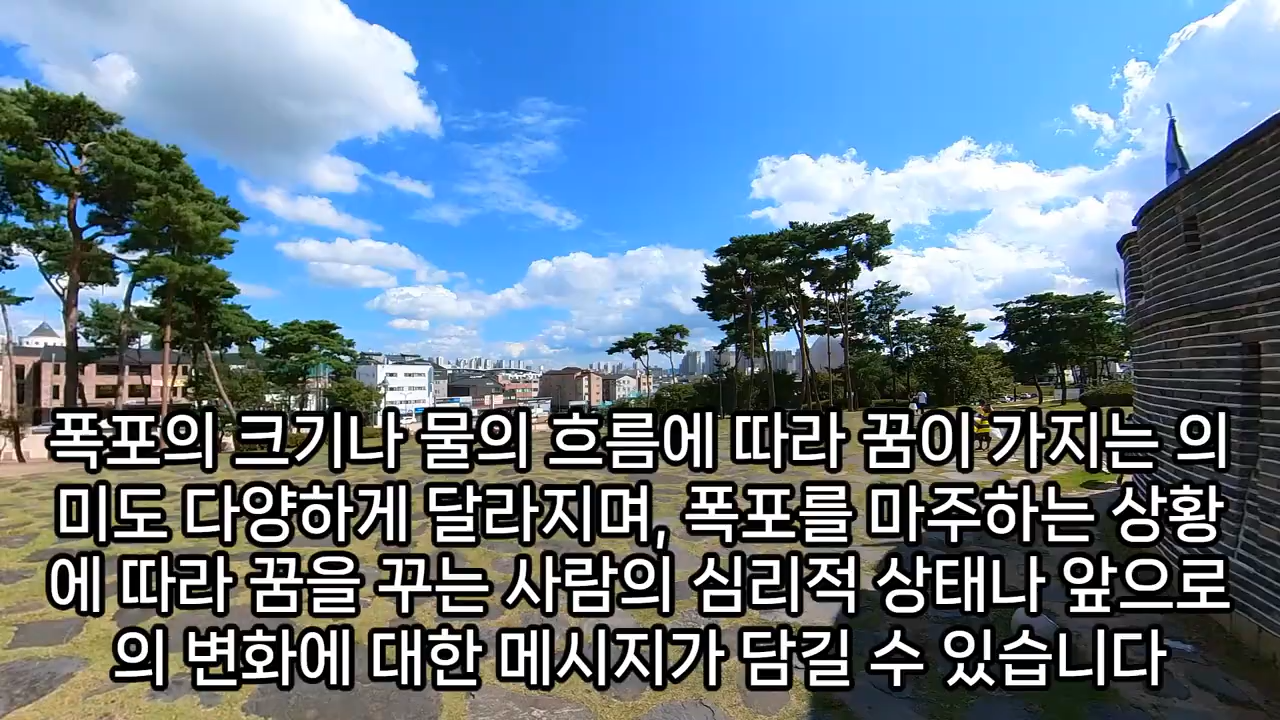 폭포의 크기나 물의 흐름에 따라 꿈이 가지는 의
미도 다양하게 달라지며, 폭포를 마주하는 상황
에 따라 꿈을 꾸는 사람의 심리적 상태나 앞으로
의 변화에 대한 메시지가 담길 수 있습니다